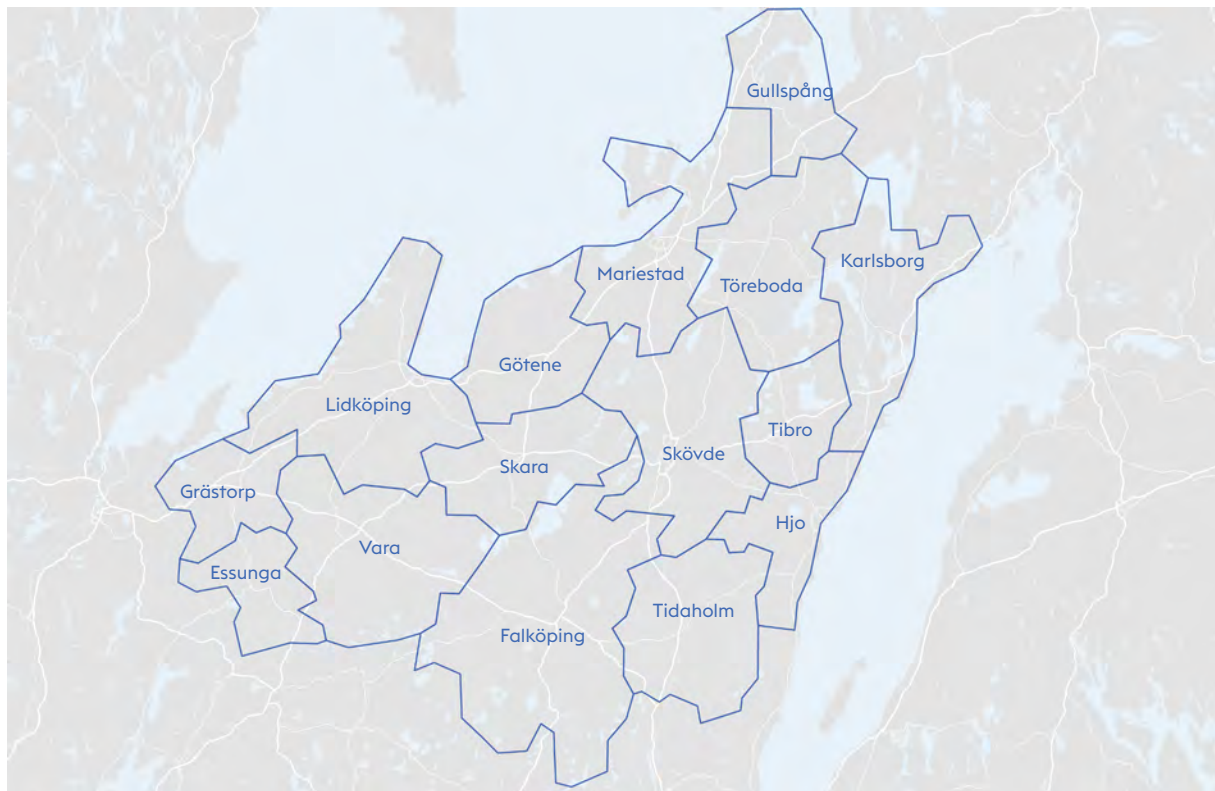 Gullspång
Karlsborg
Mariestad
Töreboda
Götene
Lidköping
Tibro
Skövde
Skara
Grästorp
Hjo
Vara
Essunga
Tidaholm
Falköping